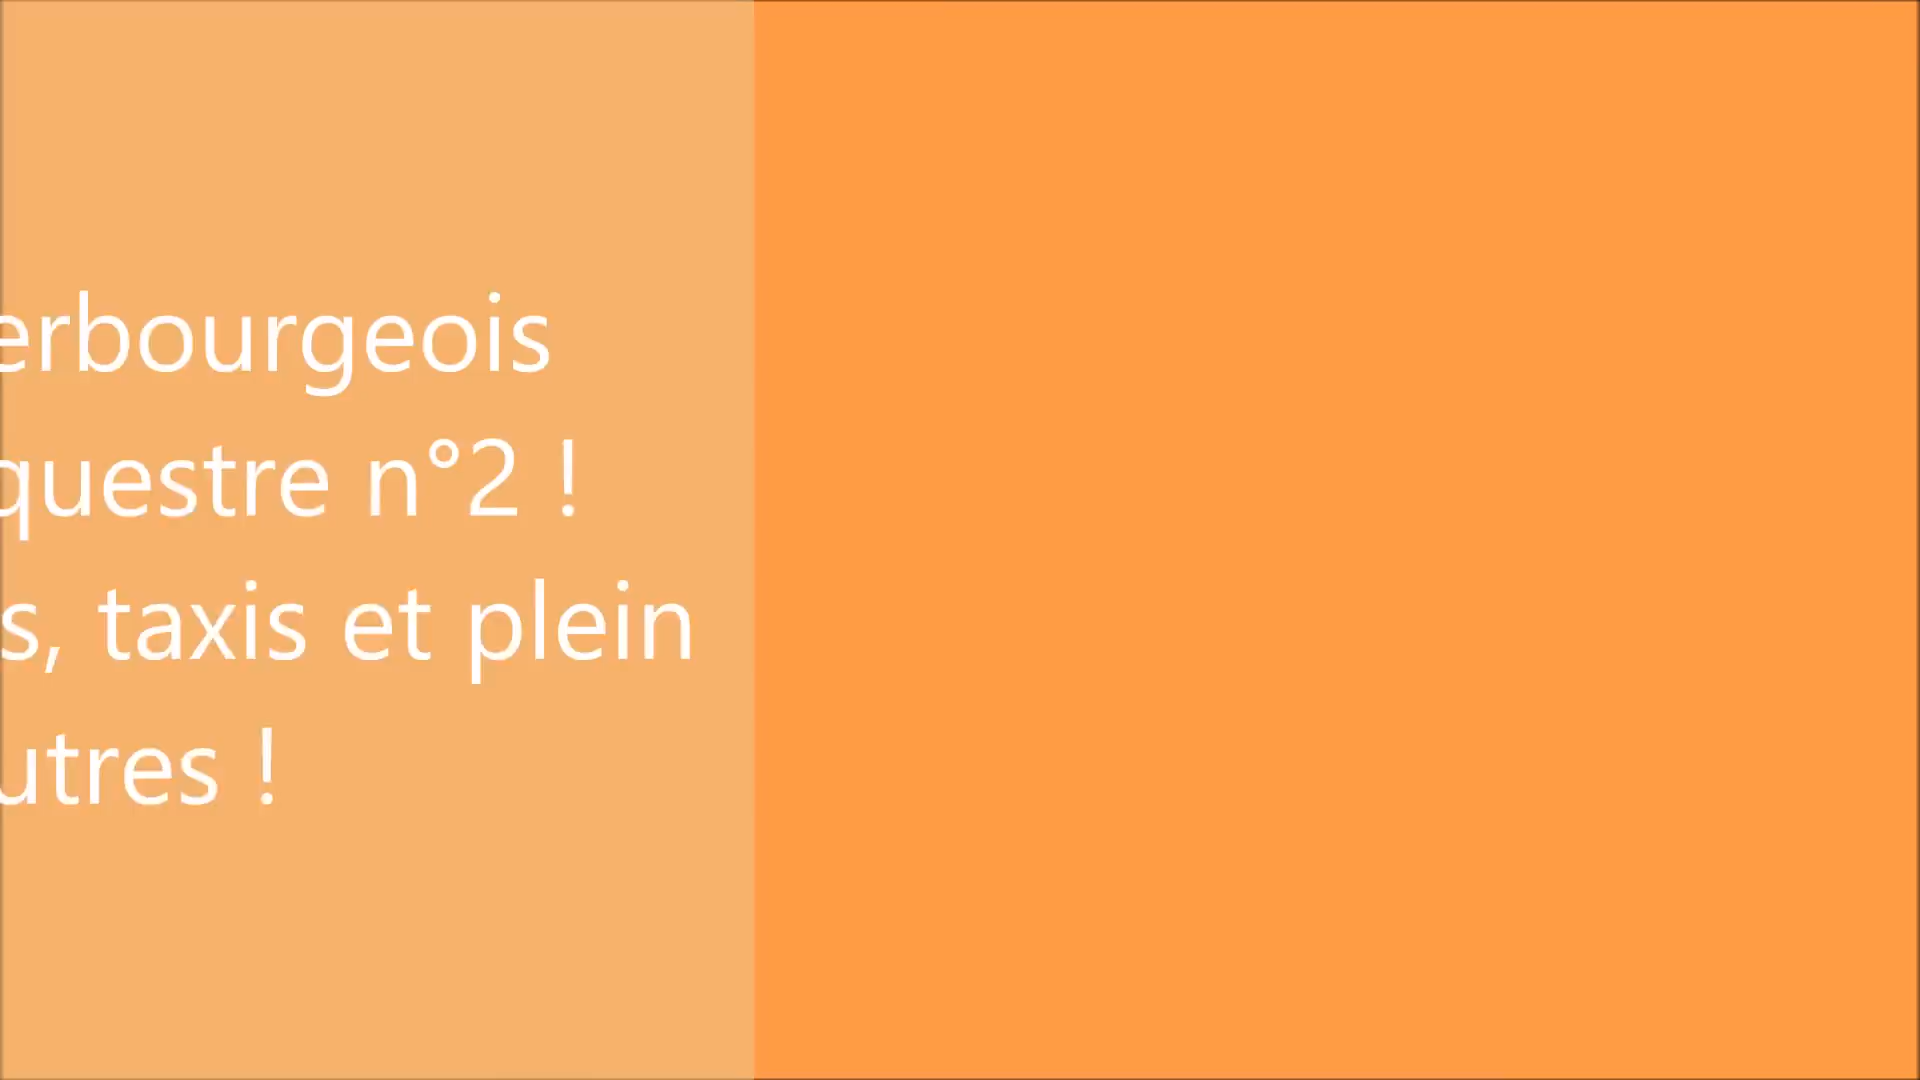 erbourgeois
questre n°2 !
s, taxis et plein
utres !